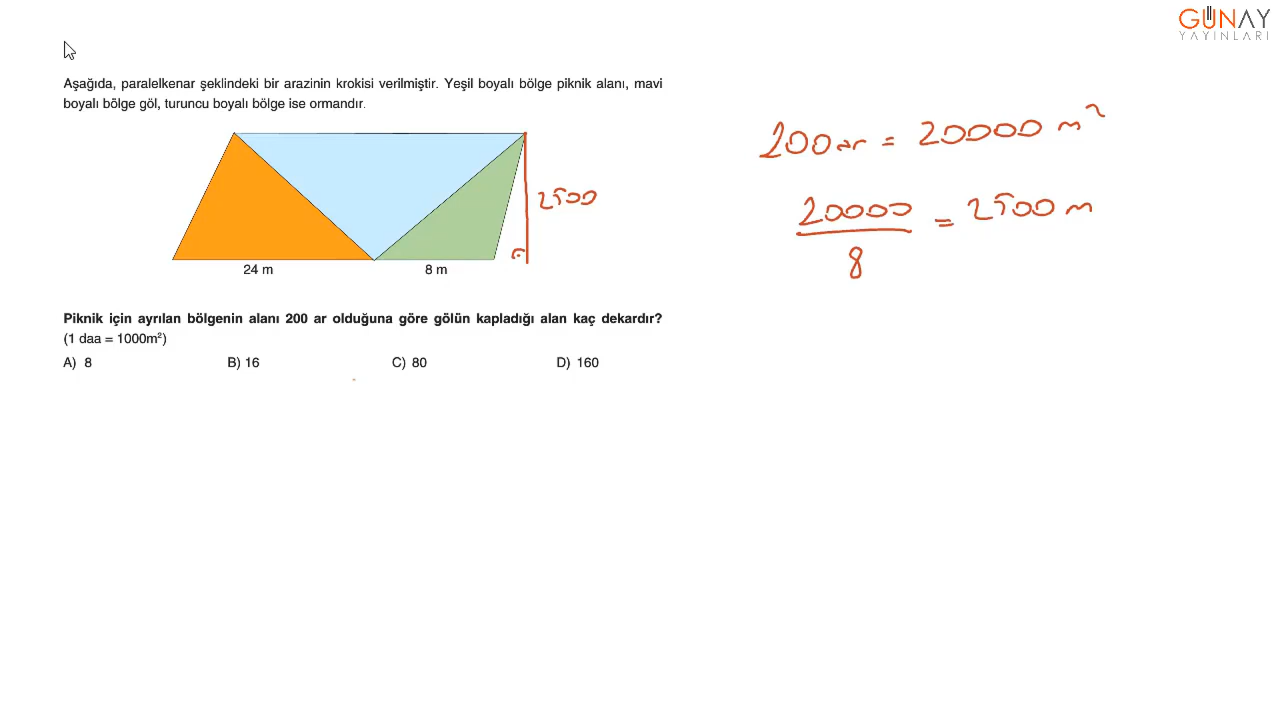 GÜNAY
YAYINLARI
Aşağıda, paralelkenar şeklindeki bir arazinin krokisi verilmiştir. Yeşil boyalı bölge piknik alanı, mavi
boyalı bölge göl, turuncu boyalı bölge ise ormandır.
200 ar = 20000 m²
2500
20000
8
= 2500 m
24 m
8 m
Piknik için ayrılan bölgenin alanı 200 ar olduğuna göre gölün kapladığı alan kaç dekardır?
(1 daa = 1000m²)
A) 8
B) 16
C) 80
D) 160